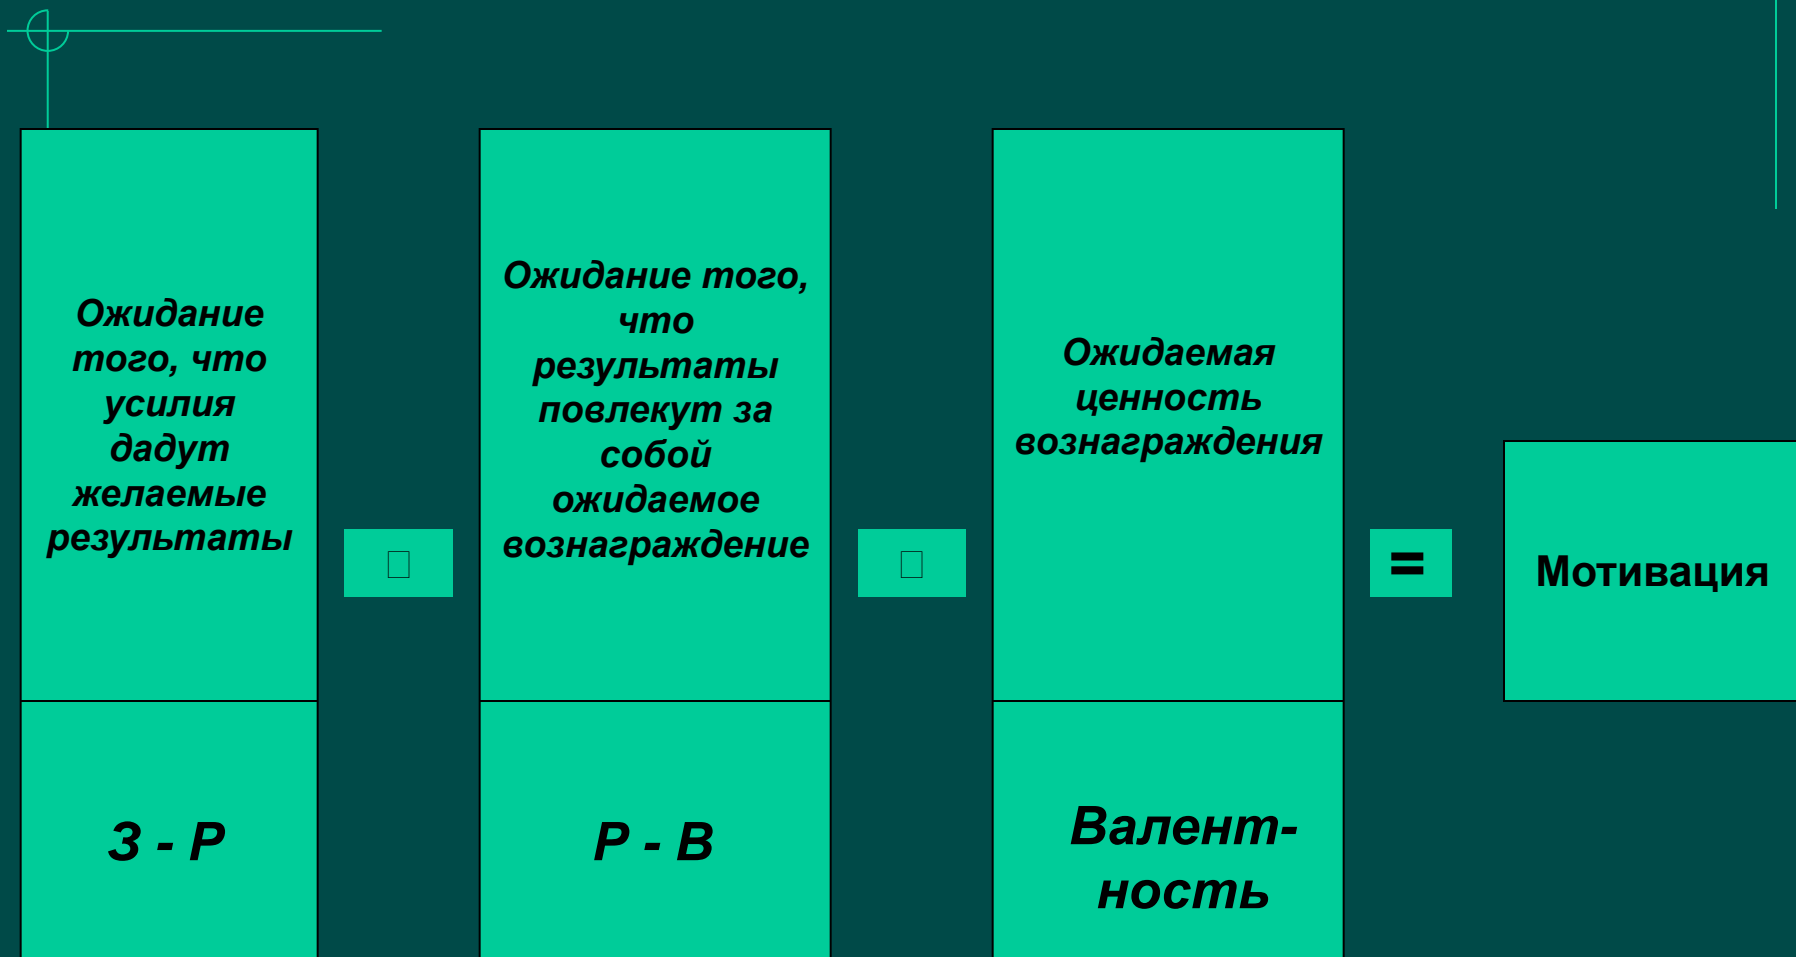 Ожидание
того, что
усилия
дадут
желаемые
результаты
Ожидание того,
что
результаты
повлекут за
собой
ожидаемое
вознаграждение
Ожидаемая
ценность
вознаграждения
=
Мотивация
З - Р
Р - В
Валент-
ность